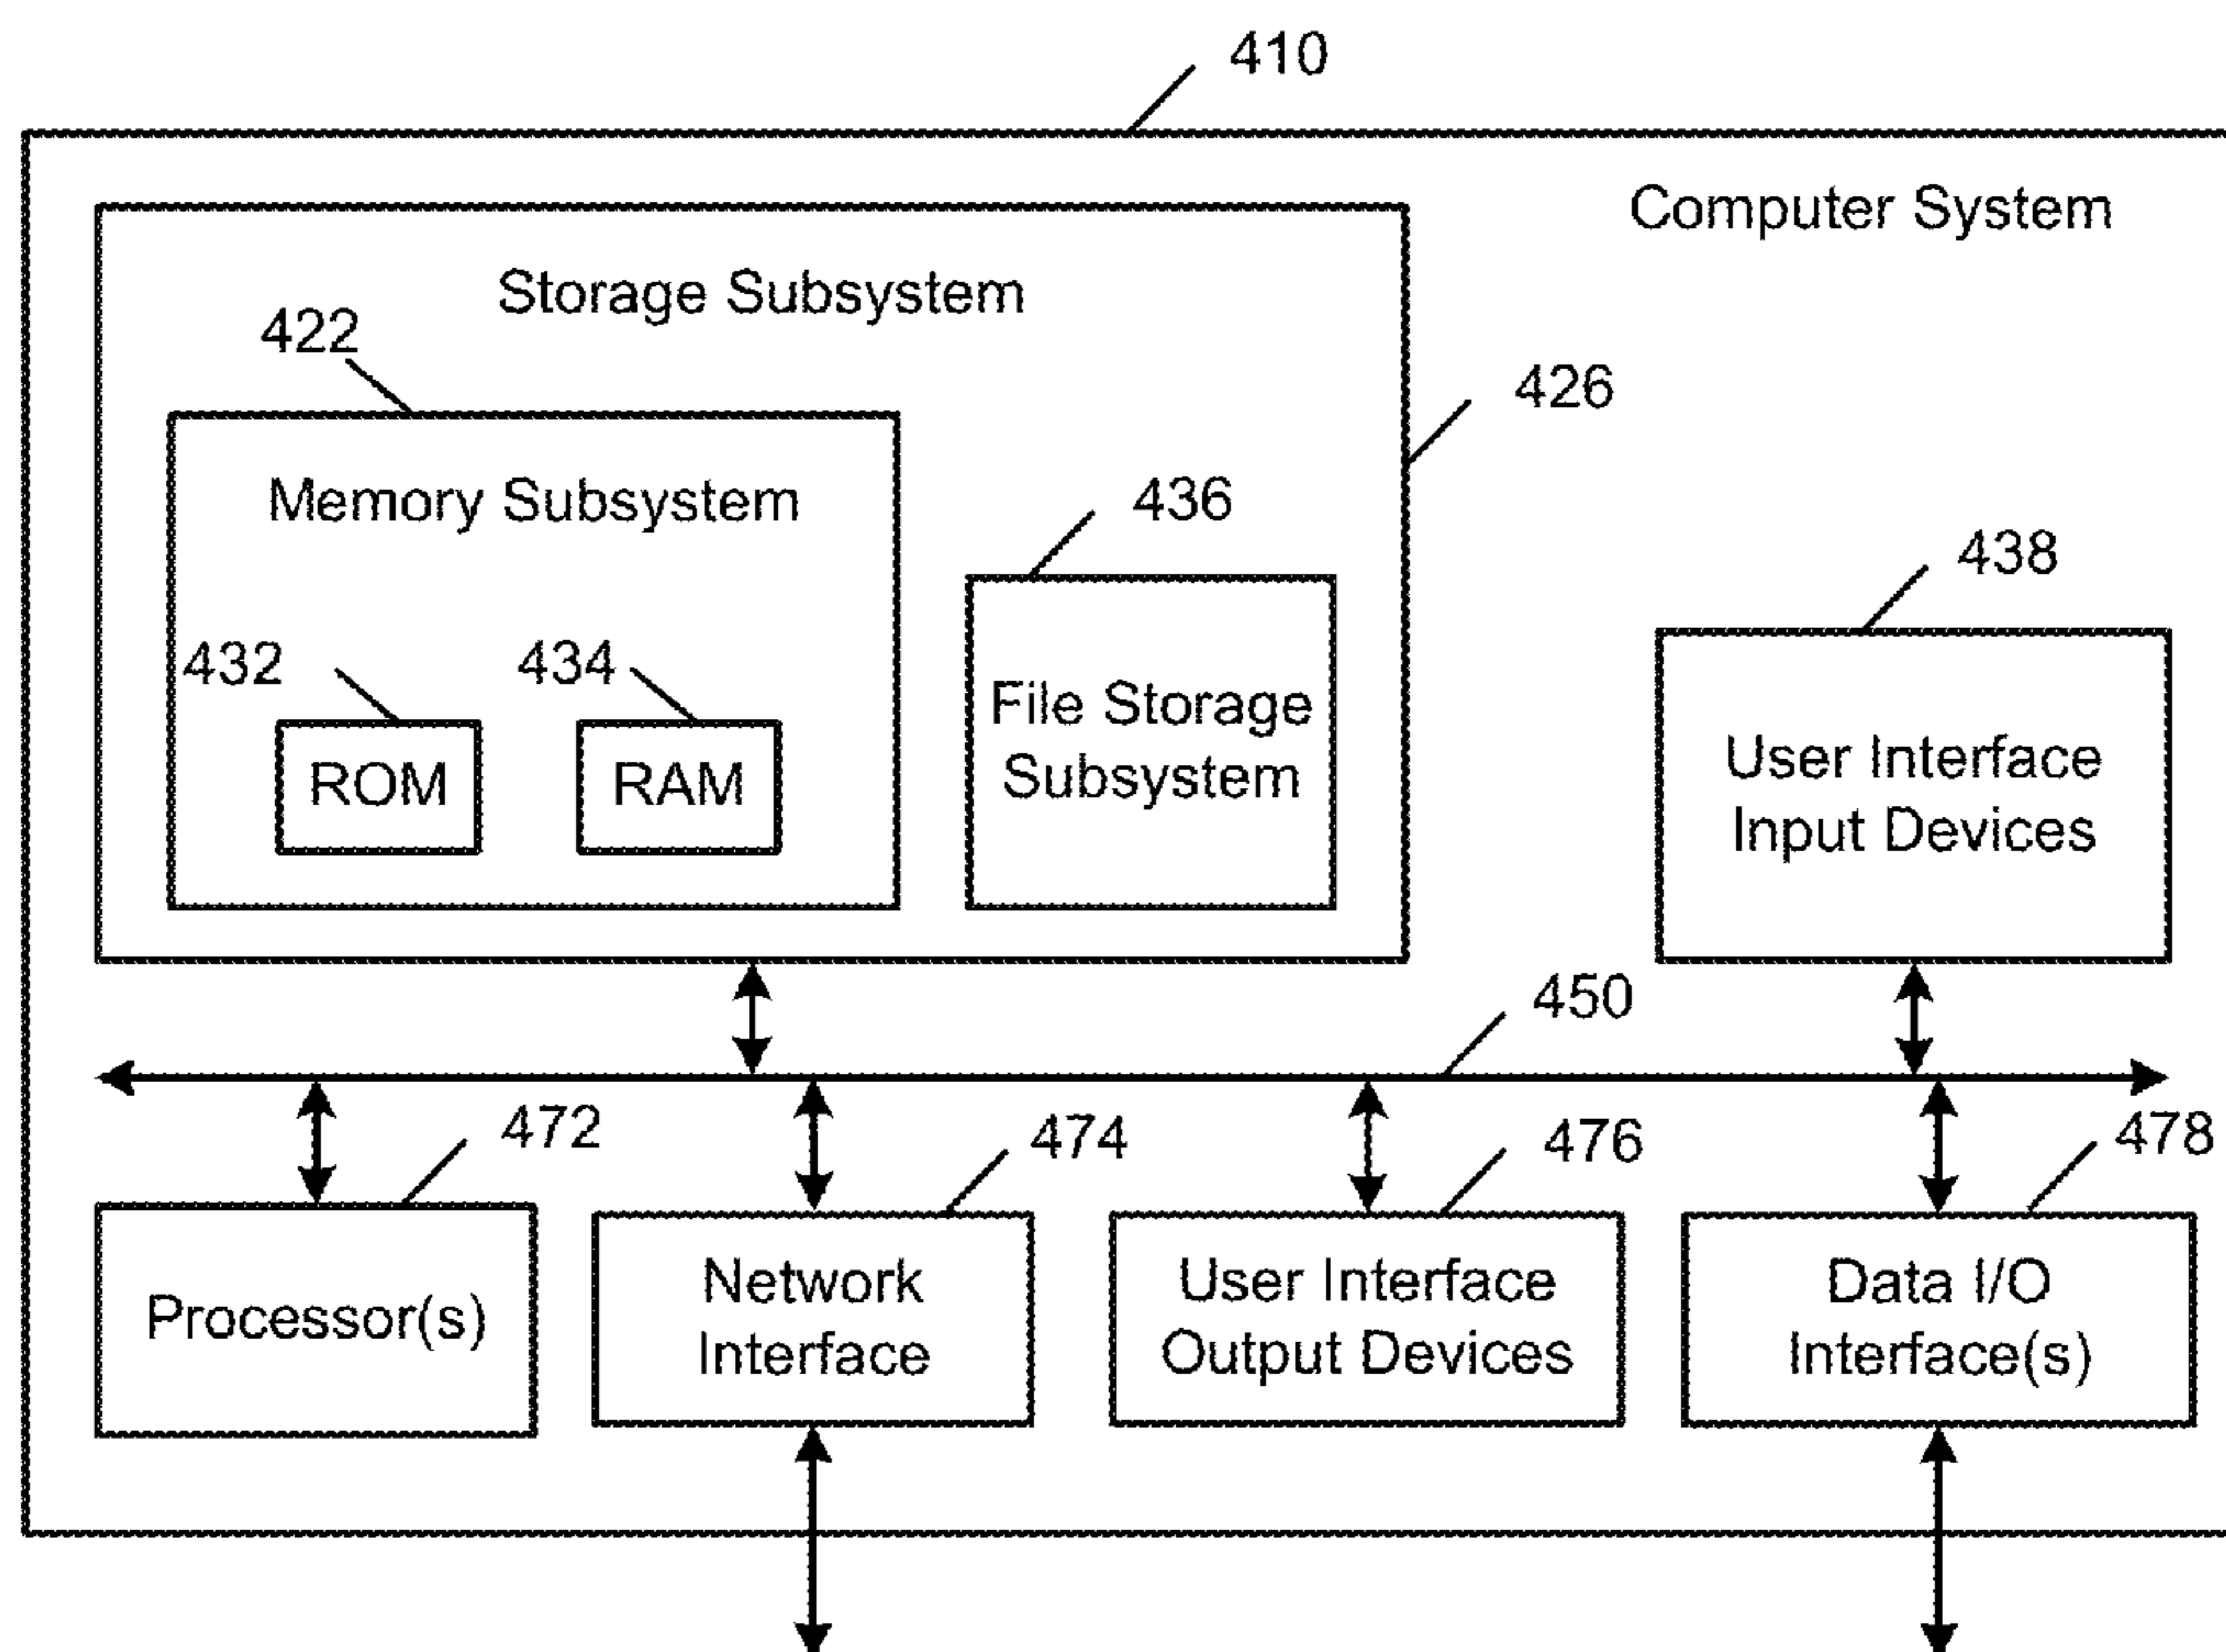 410
Computer System
Storage Subsystem
422
426
Memory Subsystem
436
438
432
434
File Storage
Subsystem
ROM
RAM
User Interface
Input Devices
450
472
474
476
478
Processor(s)
Network
Interface
User Interface
Output Devices
Data I/O
Interface(s)